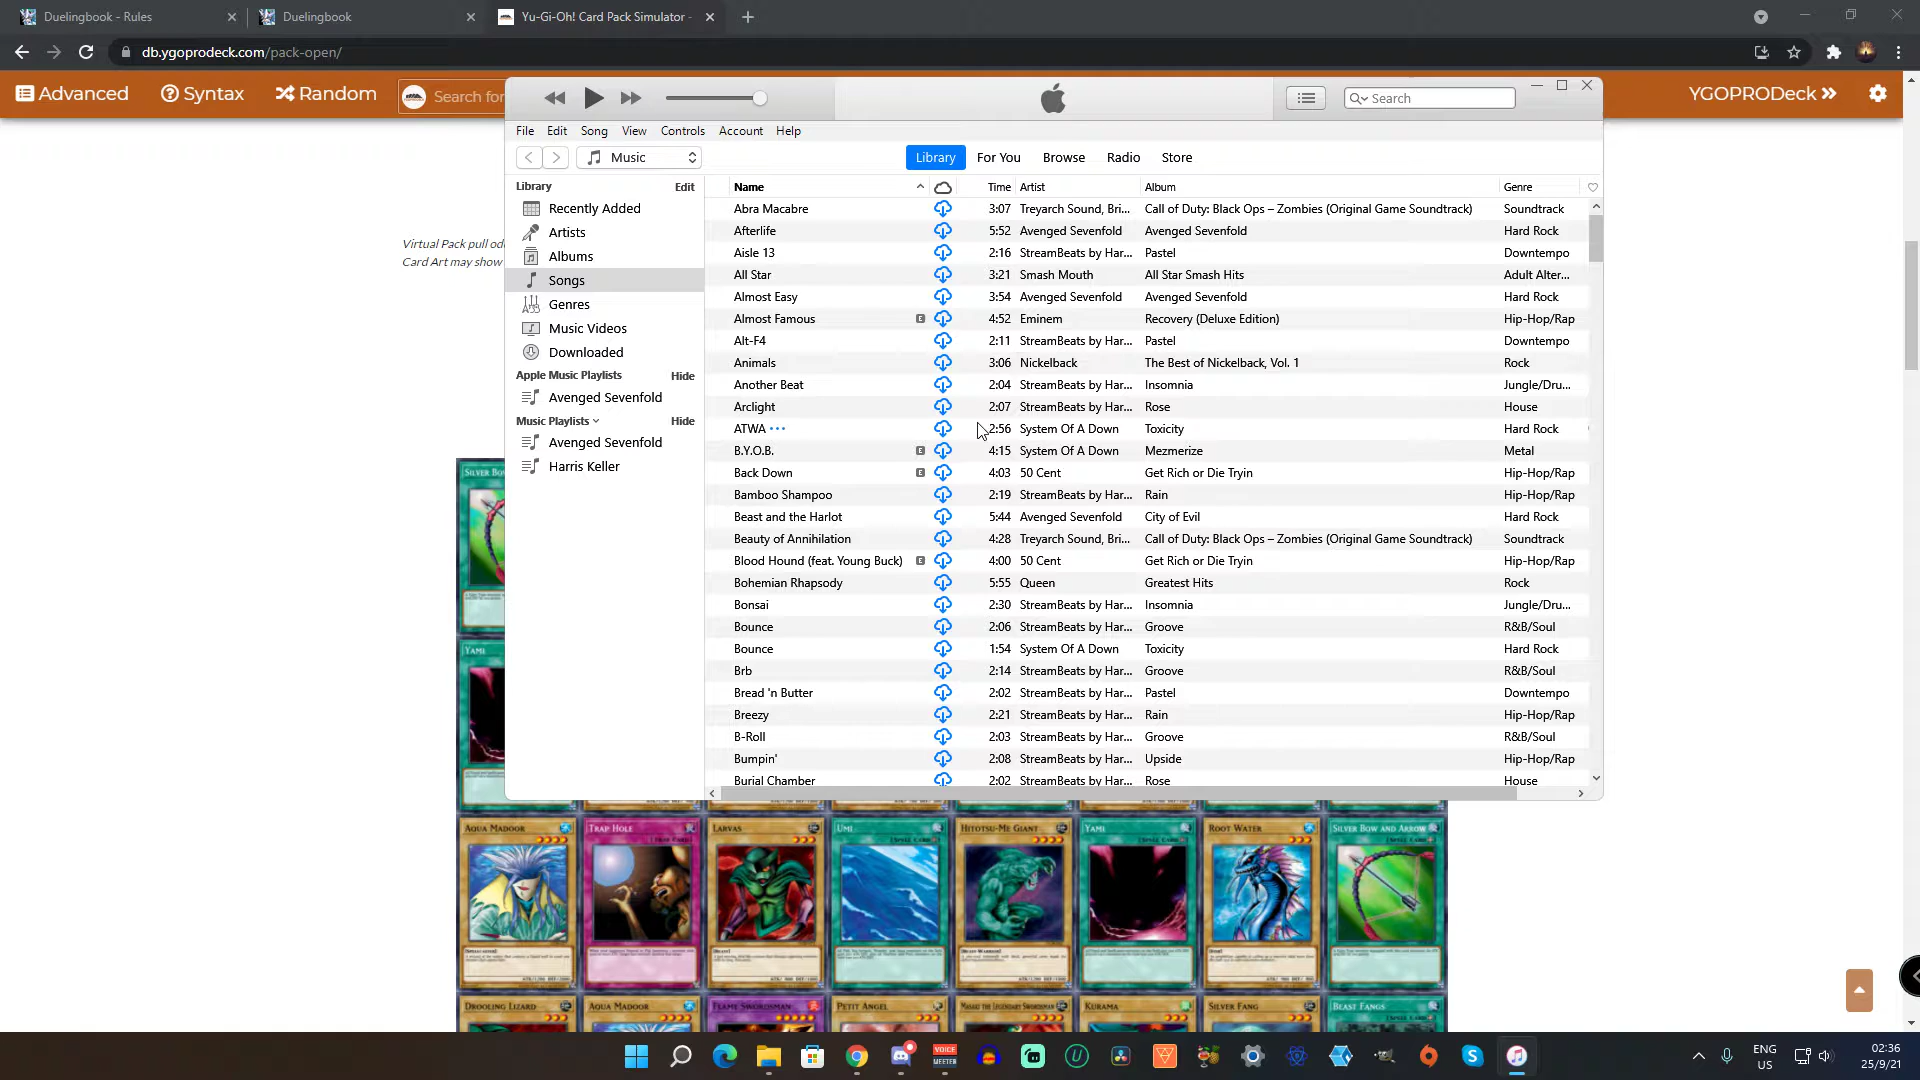 Duelingbook - Rules
Duelingbook
Yu-Gi-Oh! Card Pack Simulator -
db.ygoprodeck.com/pack-open/
Advanced
Syntax
Random
Search for
YGOPRODeck
Search
File Edit Song View Controls Account Help
Music
Library For You Browse Radio Store
Library Edit
Recently Added
Artists
Albums
Songs
Genres
Music Videos
Downloaded
Apple Music Playlists Hide
Avenged Sevenfold
Music Playlists Hide
Avenged Sevenfold
Harris Keller
Name Time Artist Album Genre
Abra Macabre 3:07 Treyarch Sound, Bri... Call of Duty: Black Ops – Zombies (Original Game Soundtrack) Soundtrack
Afterlife 5:52 Avenged Sevenfold Avenged Sevenfold Hard Rock
Aisle 13 2:16 StreamBeats by Har... Pastel Downtempo
All Star 3:21 Smash Mouth All Star Smash Hits Adult Alter...
Almost Easy 3:54 Avenged Sevenfold Avenged Sevenfold Hard Rock
Almost Famous E 4:52 Eminem Recovery (Deluxe Edition) Hip-Hop/Rap
Alt-F4 2:11 StreamBeats by Har... Pastel Downtempo
Animals 3:06 Nickelback The Best of Nickelback, Vol. 1 Rock
Another Beat 2:04 StreamBeats by Har... Insomnia Jungle/Dru...
Arclight 2:07 StreamBeats by Har... Rose House
ATWA ••• 2:56 System Of A Down Toxicity Hard Rock
B.Y.O.B. E 4:15 System Of A Down Mezmerize Metal
Back Down E 4:03 50 Cent Get Rich or Die Tryin Hip-Hop/Rap
Bamboo Shampoo 2:19 StreamBeats by Har... Rain Hip-Hop/Rap
Beast and the Harlot 5:44 Avenged Sevenfold City of Evil Hard Rock
Beauty of Annihilation 4:28 Treyarch Sound, Bri... Call of Duty: Black Ops – Zombies (Original Game Soundtrack) Soundtrack
Blood Hound (feat. Young Buck) E 4:00 50 Cent Get Rich or Die Tryin Hip-Hop/Rap
Bohemian Rhapsody 5:55 Queen Greatest Hits Rock
Bonsai 2:30 StreamBeats by Har... Insomnia Jungle/Dru...
Bounce 2:06 StreamBeats by Har... Groove R&B/Soul
Bounce 1:54 System Of A Down Toxicity Hard Rock
Brb 2:14 StreamBeats by Har... Groove R&B/Soul
Bread 'n Butter 2:02 StreamBeats by Har... Pastel Downtempo
Breezy 2:21 StreamBeats by Har... Rain Hip-Hop/Rap
B-Roll 2:03 StreamBeats by Har... Groove R&B/Soul
Bumpin' 2:08 StreamBeats by Har... Upside Hip-Hop/Rap
Burial Chamber 2:02 StreamBeats by Har... Rose House
Virtual Pack pull od
Card Art may show
Silver Bo
Yami
Aqua Madoor Trap Hole Larvas Umi Hitotsu-Me Giant Yami Root Water Silver Bow and Arrow
Drooling Lizard Aqua Madoor Flame Swordsman Petit Angel Masaki the Legendary Swordsman Kurama Silver Fang Beast Fangs
VOICE
MEETER
ENG
US
02:36
25/9/21